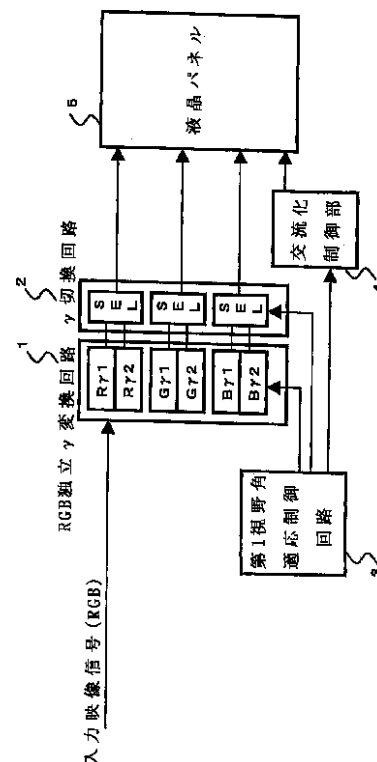 入力映像信号(RGB)
RGB独立γ変換回路
1
Rγ1
Rγ2
Gγ1
Gγ2
Bγ1
Bγ2
γ切換回路
2
SEL
SEL
SEL
液晶パネル
5
第1視野角
適応制御
回路
3
交流化
制御部
4